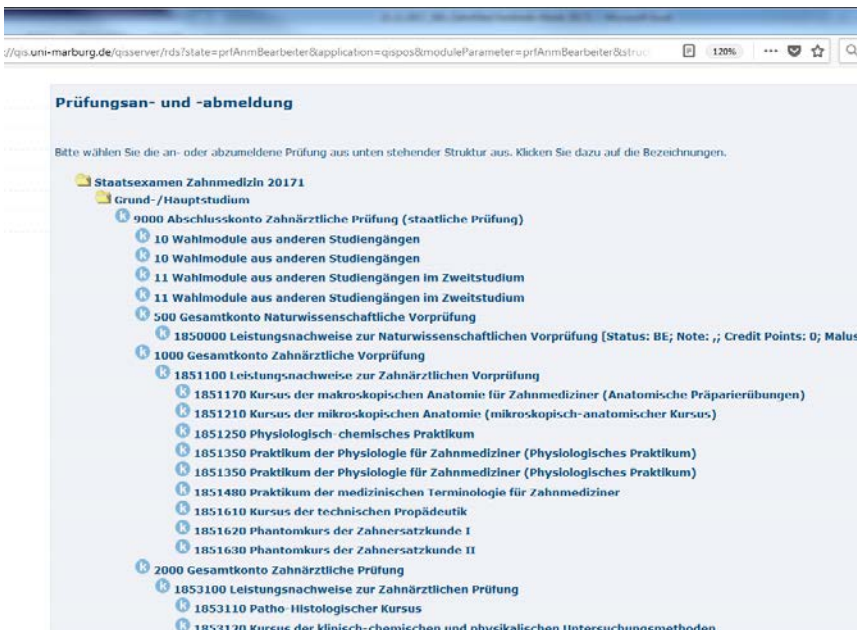 ://qis.uni-marburg.de/qisserver/rds?state=prfAnmBearbeiter&application=qispos&moduleParameter=prfAnmBearbeiter&struc
120%
Prüfungsan- und -abmeldung
Bitte wählen Sie die an- oder abzumeldene Prüfung aus unten stehender Struktur aus. Klicken Sie dazu auf die Bezeichnungen.
Staatsexamen Zahnmedizin 20171
Grund-/Hauptstudium
k 9000 Abschlusskonto Zahnärztliche Prüfung (staatliche Prüfung)
k 10 Wahlmodule aus anderen Studiengängen
k 10 Wahlmodule aus anderen Studiengängen
k 11 Wahlmodule aus anderen Studiengängen im Zweitstudium
k 11 Wahlmodule aus anderen Studiengängen im Zweitstudium
k 500 Gesamtkonto Naturwissenschaftliche Vorprüfung
k 1850000 Leistungsnachweise zur Naturwissenschaftlichen Vorprüfung [Status: BE; Note: ,; Credit Points: 0; Malus
k 1000 Gesamtkonto Zahnärztliche Vorprüfung
k 1851100 Leistungsnachweise zur Zahnärztlichen Vorprüfung
k 1851170 Kursus der makroskopischen Anatomie für Zahnmediziner (Anatomische Präparierübungen)
k 1851210 Kursus der mikroskopischen Anatomie (mikroskopisch-anatomischer Kursus)
k 1851250 Physiologisch-chemisches Praktikum
k 1851350 Praktikum der Physiologie für Zahnmediziner (Physiologisches Praktikum)
k 1851350 Praktikum der Physiologie für Zahnmediziner (Physiologisches Praktikum)
k 1851480 Praktikum der medizinischen Terminologie für Zahnmediziner
k 1851610 Kursus der technischen Propädeutik
k 1851620 Phantomkurs der Zahnersatzkunde I
k 1851630 Phantomkurs der Zahnersatzkunde II
k 2000 Gesamtkonto Zahnärztliche Prüfung
k 1853100 Leistungsnachweise zur Zahnärztlichen Prüfung
k 1853110 Patho-Histologischer Kursus
k 1853120 Kursus der klinisch-chemischen und physikalischen Untersuchungsmethoden